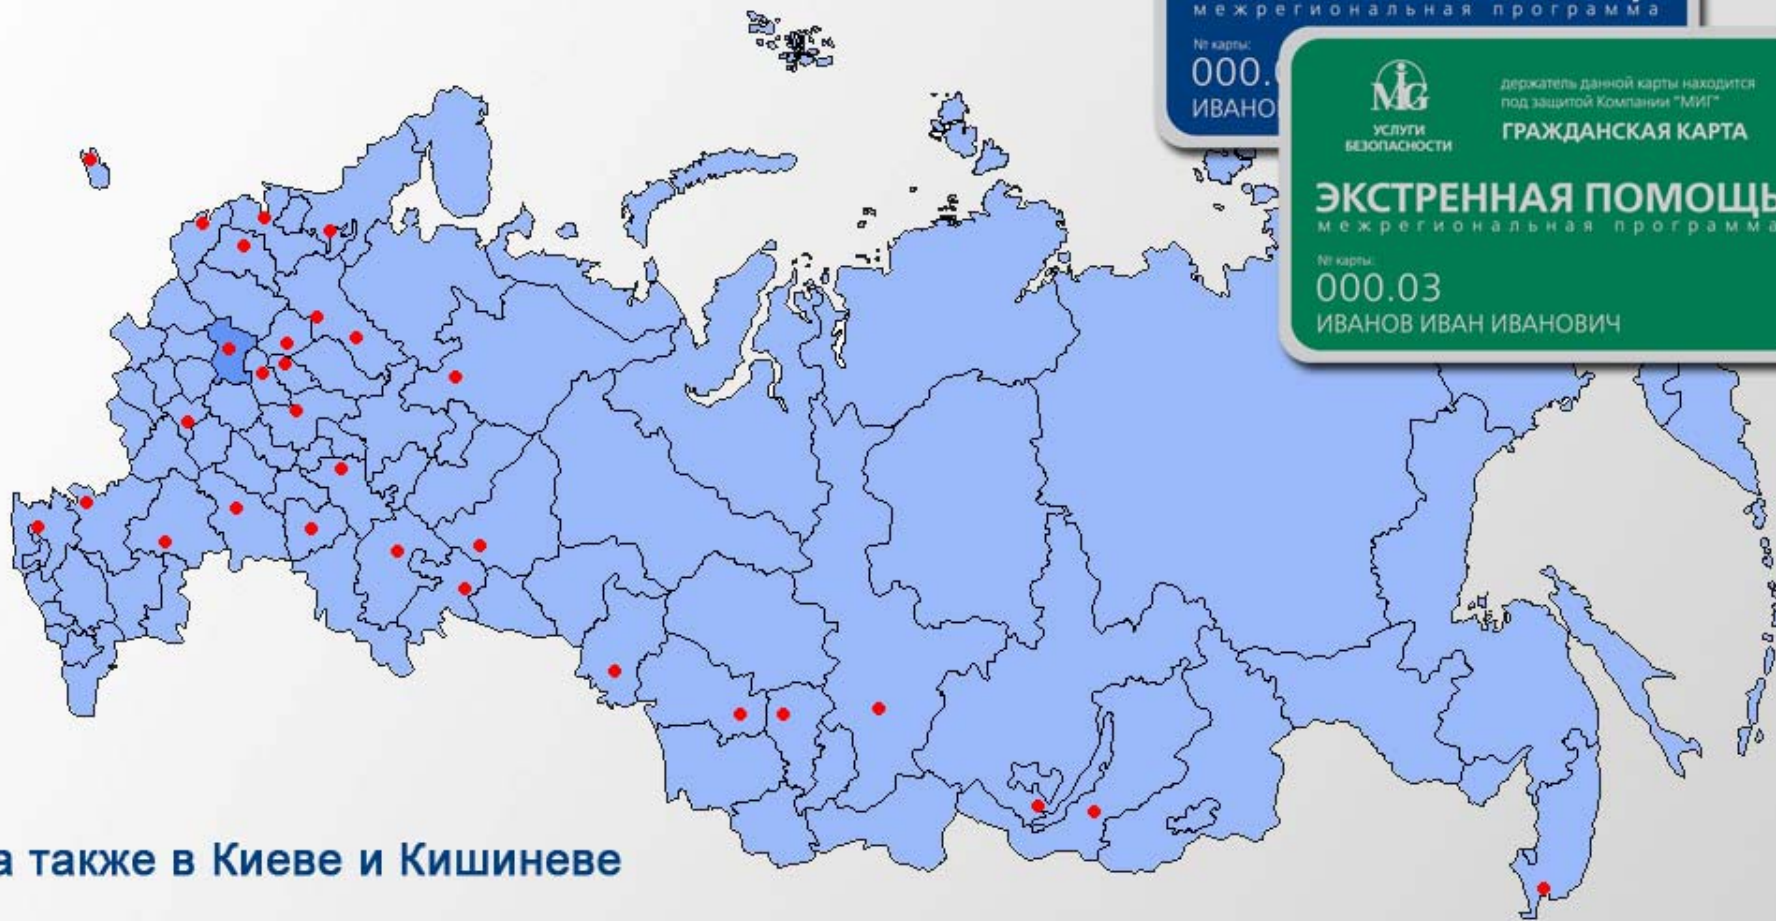 межрегиональная программа
№ карты:
000.
ИВАНО
MiG
УСЛУГИ
БЕЗОПАСНОСТИ
держатель данной карты находится
под защитой Компании "МИГ"
ГРАЖДАНСКАЯ КАРТА
ЭКСТРЕННАЯ ПОМОЩЬ
межрегиональная программа
№ карты:
000.03
ИВАНОВ ИВАН ИВАНОВИЧ
а также в Киеве и Кишиневе